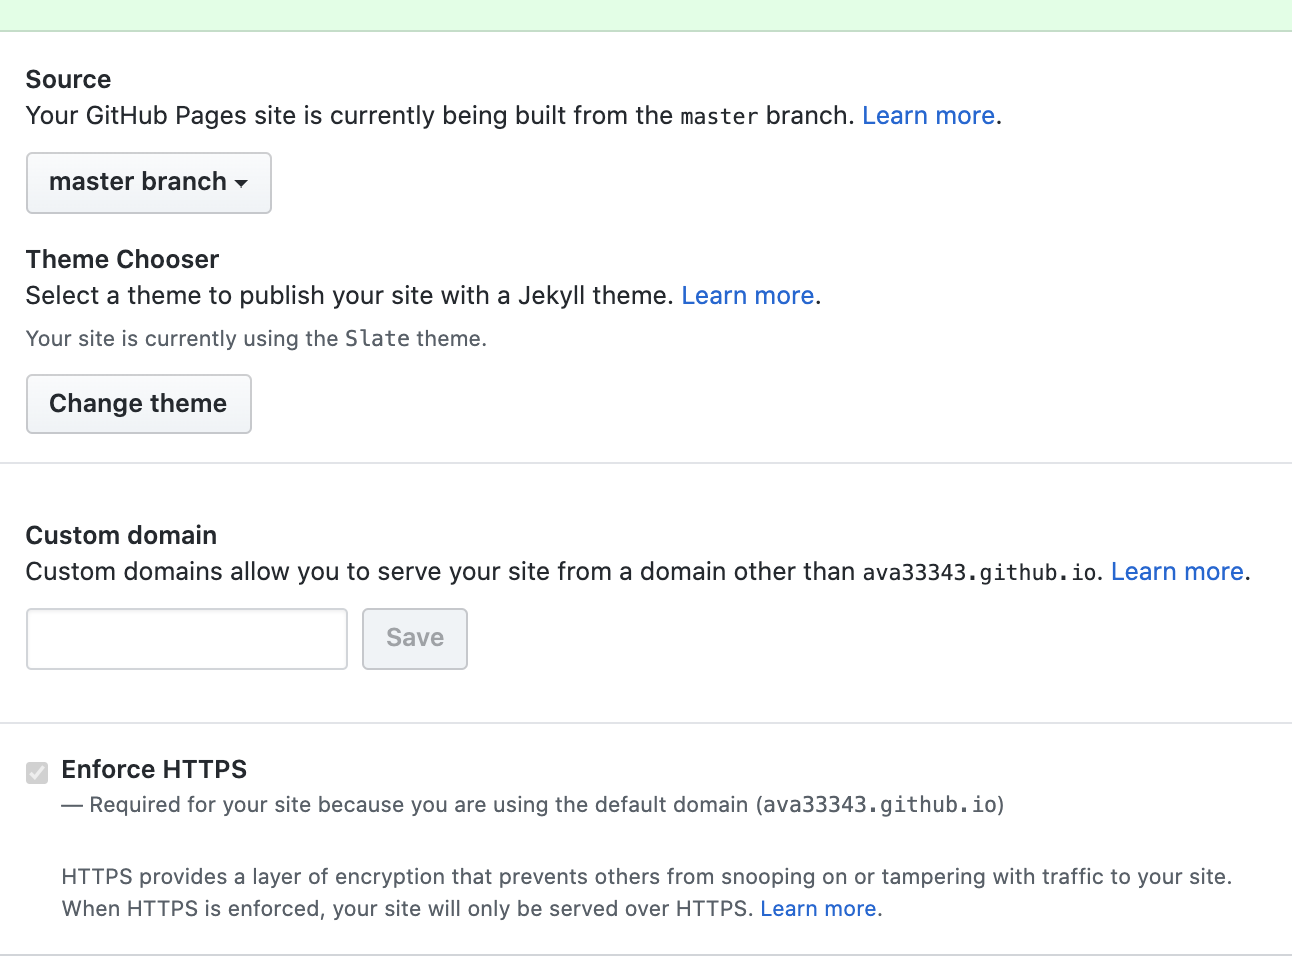 Source
Your GitHub Pages site is currently being built from the master branch. Learn more.
master branch
Theme Chooser
Select a theme to publish your site with a Jekyll theme. Learn more.
Your site is currently using the Slate theme.
Change theme
Custom domain
Custom domains allow you to serve your site from a domain other than ava33343.github.io. Learn more.
Save
Enforce HTTPS
— Required for your site because you are using the default domain (ava33343.github.io)
HTTPS provides a layer of encryption that prevents others from snooping on or tampering with traffic to your site.
When HTTPS is enforced, your site will only be served over HTTPS. Learn more.